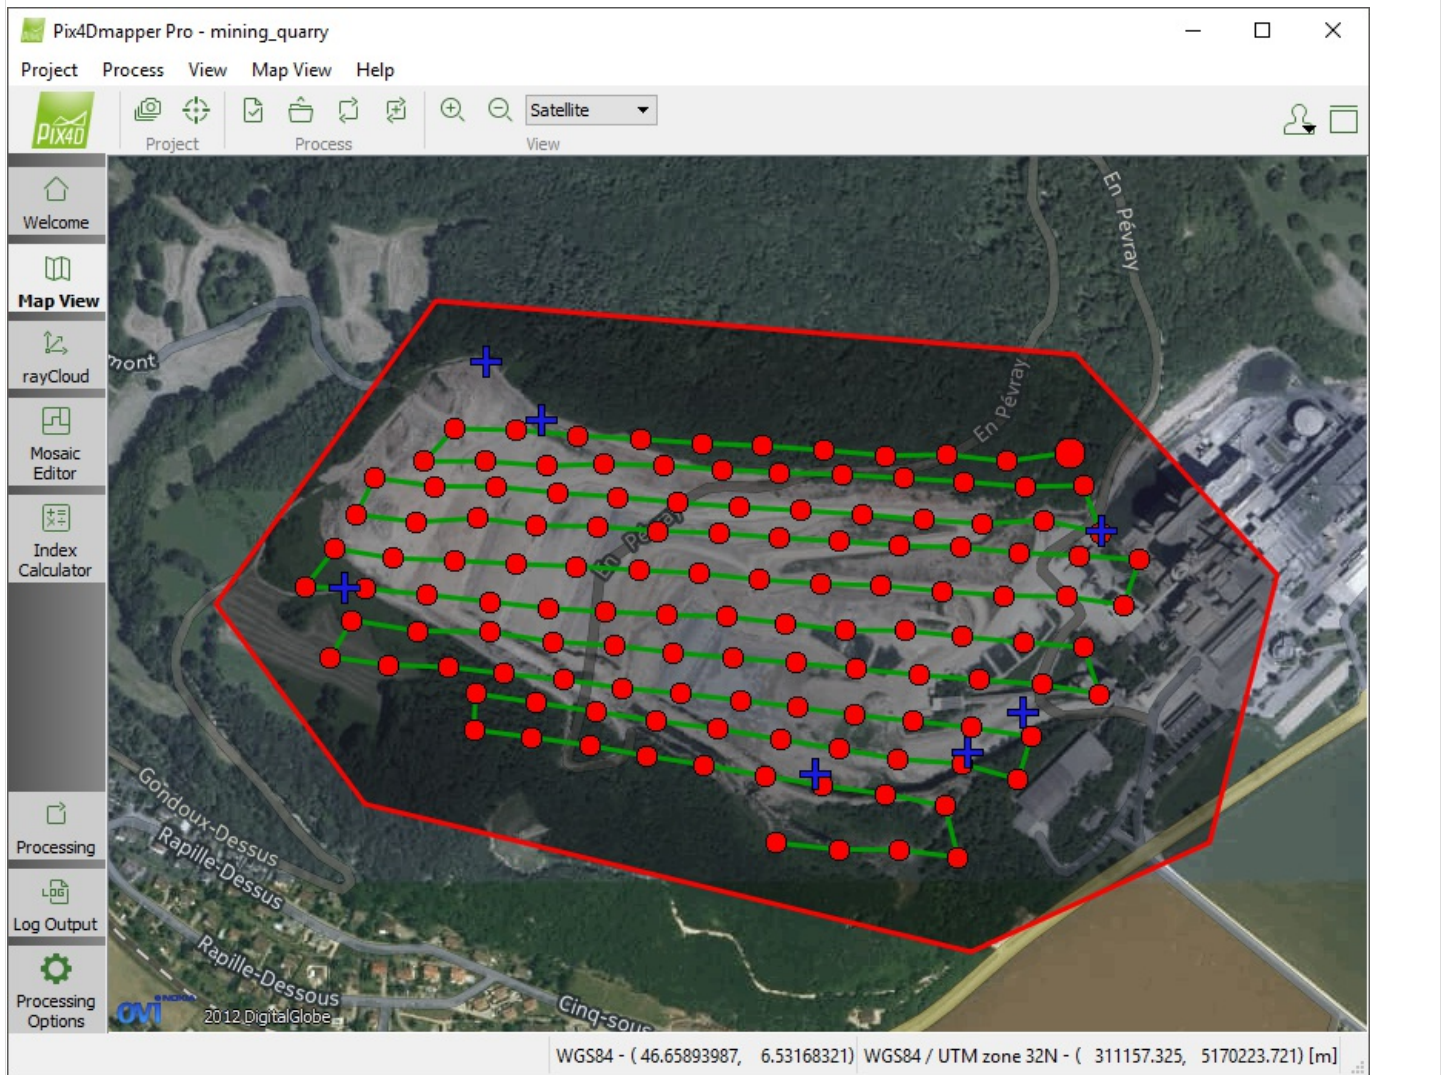 Pix4Dmapper Pro - mining_quarry
Project Process View Map View Help
Satellite
PIX4D
Project Process View
Welcome
Map View
rayCloud
Mosaic
Editor
Index
Calculator
Processing
Log Output
Processing
Options
mont
En Pévray
En Pévray
En Pévray
Gondoux-Dessus
Rapille-Dessus
Rapille-Dessous
Cinq-sous
ovi NOKIA
2012 DigitalGlobe
WGS84 - ( 46.65893987, 6.53168321) WGS84 / UTM zone 32N - ( 311157.325, 5170223.721) [m]